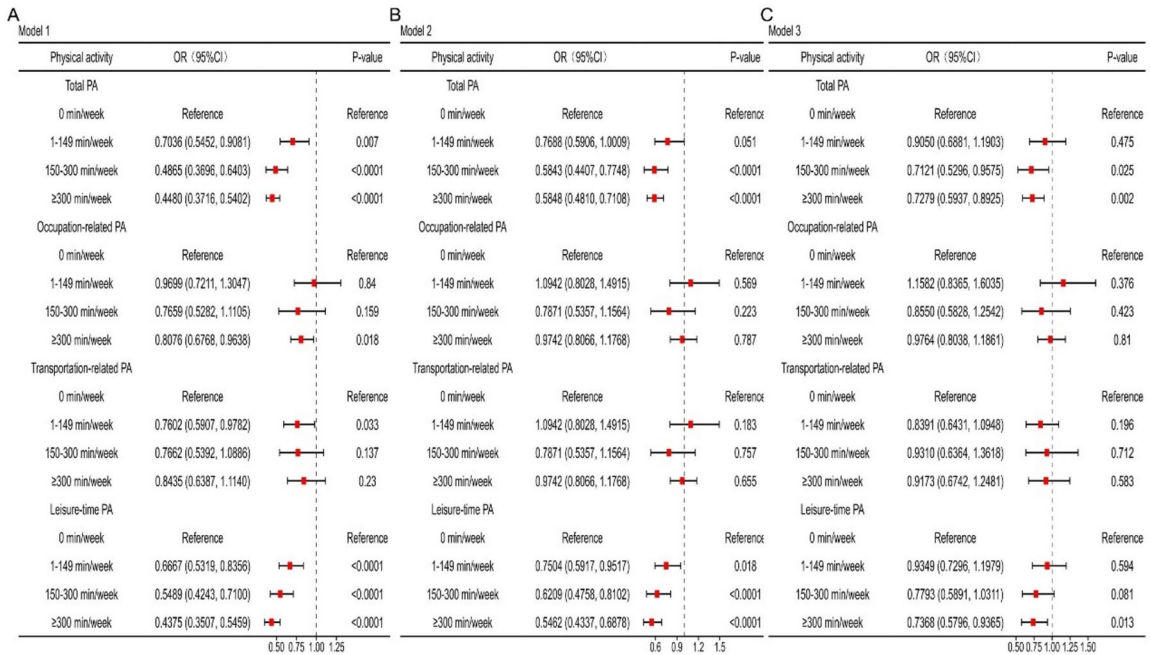 A
Model 1
Physical activity OR（95%CI） P-value
Total PA
0 min/week Reference Reference
1-149 min/week 0.7036 (0.5452, 0.9081) 0.007
150-300 min/week 0.4865 (0.3696, 0.6403) <0.0001
≥300 min/week 0.4480 (0.3716, 0.5402) <0.0001
Occupation-related PA
0 min/week Reference Reference
1-149 min/week 0.9699 (0.7211, 1.3047) 0.84
150-300 min/week 0.7659 (0.5282, 1.1105) 0.159
≥300 min/week 0.8076 (0.6768, 0.9638) 0.018
Transportation-related PA
0 min/week Reference Reference
1-149 min/week 0.7602 (0.5907, 0.9782) 0.033
150-300 min/week 0.7662 (0.5392, 1.0886) 0.137
≥300 min/week 0.8435 (0.6387, 1.1140) 0.23
Leisure-time PA
0 min/week Reference Reference
1-149 min/week 0.6667 (0.5319, 0.8356) <0.0001
150-300 min/week 0.5489 (0.4243, 0.7100) <0.0001
≥300 min/week 0.4375 (0.3507, 0.5459) <0.0001
0.50 0.75 1.00 1.25
B
Model 2
Physical activity OR（95%CI） P-value
Total PA
0 min/week Reference Reference
1-149 min/week 0.7688 (0.5906, 1.0009) 0.051
150-300 min/week 0.5843 (0.4407, 0.7748) <0.0001
≥300 min/week 0.5848 (0.4810, 0.7108) <0.0001
Occupation-related PA
0 min/week Reference Reference
1-149 min/week 1.0942 (0.8028, 1.4915) 0.569
150-300 min/week 0.7871 (0.5357, 1.1564) 0.223
≥300 min/week 0.9742 (0.8066, 1.1768) 0.787
Transportation-related PA
0 min/week Reference Reference
1-149 min/week 1.0942 (0.8028, 1.4915) 0.183
150-300 min/week 0.7871 (0.5357, 1.1564) 0.757
≥300 min/week 0.9742 (0.8066, 1.1768) 0.655
Leisure-time PA
0 min/week Reference Reference
1-149 min/week 0.7504 (0.5917, 0.9517) 0.018
150-300 min/week 0.6209 (0.4758, 0.8102) <0.0001
≥300 min/week 0.5462 (0.4337, 0.6878) <0.0001
0.6 0.9 1.2 1.5
C
Model 3
Physical activity OR（95%CI） P-value
Total PA
0 min/week Reference Reference
1-149 min/week 0.9050 (0.6881, 1.1903) 0.475
150-300 min/week 0.7121 (0.5296, 0.9575) 0.025
≥300 min/week 0.7279 (0.5937, 0.8925) 0.002
Occupation-related PA
0 min/week Reference Reference
1-149 min/week 1.1582 (0.8365, 1.6035) 0.376
150-300 min/week 0.8550 (0.5828, 1.2542) 0.423
≥300 min/week 0.9764 (0.8038, 1.1861) 0.81
Transportation-related PA
0 min/week Reference Reference
1-149 min/week 0.8391 (0.6431, 1.0948) 0.196
150-300 min/week 0.9310 (0.6364, 1.3618) 0.712
≥300 min/week 0.9173 (0.6742, 1.2481) 0.583
Leisure-time PA
0 min/week Reference Reference
1-149 min/week 0.9349 (0.7296, 1.1979) 0.594
150-300 min/week 0.7793 (0.5891, 1.0311) 0.081
≥300 min/week 0.7368 (0.5796, 0.9365) 0.013
0.50 0.75 1.00 1.25 1.50